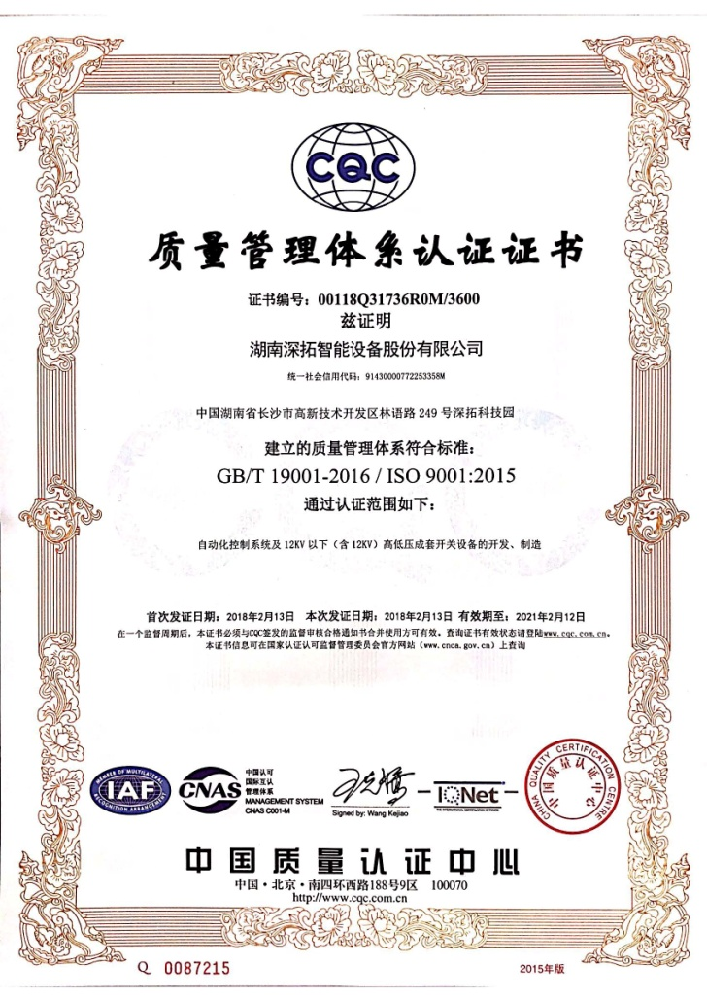 CQC
质量管理体系认证证书
证书编号：00118Q31736R0M/3600
兹证明
湖南深拓智能设备股份有限公司
统一社会信用代码：91430000772253358M
中国湖南省长沙市高新技术开发区林语路 249 号深拓科技园
建立的质量管理体系符合标准：
GB/T 19001-2016 / ISO 9001:2015
通过认证范围如下：
自动化控制系统及 12KV 以下（含 12KV）高低压成套开关设备的开发、制造
首次发证日期：2018年2月13日 本次发证日期：2018年2月13日 有效期至：2021年2月12日
在一个监督周期后，本证书必须与CQC签发的监督审核合格通知书合并使用方可有效。查询证书有效状态请登陆www.cqc.com.cn。
本证书信息可在国家认证认可监督管理委员会官方网站（www.cnca.gov.cn）上查询
MEMBER OF MULTILATERAL
IAF
RECOGNITION ARRANGEMENT
CNAS
中国认可
国际互认
管理体系
MANAGEMENT SYSTEM
CNAS C001-M
Signed by: Wang Kejiao
IQNet
THE INTERNATIONAL CERTIFICATION NETWORK
CHINA QUALITY CERTIFICATION CENTRE
中国质量认证中心
中国质量认证中心
中国·北京·南四环西路188号9区 100070
http://www.cqc.com.cn
Q 0087215
2015年版